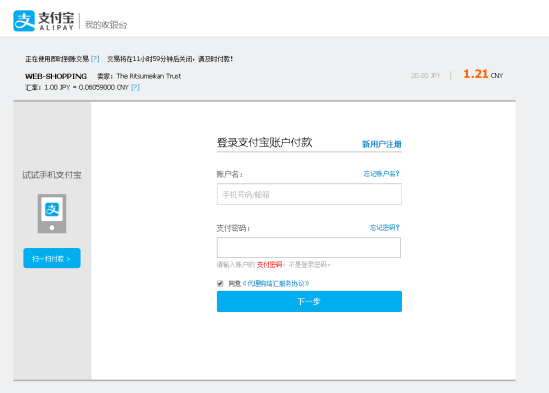 支付宝 我的收银台
ALIPAY
正在使用即时到账交易 [?] 交易将在11小时59分钟后关闭，请及时付款！
WEB-SHOPPING 卖家：The Ritsumeikan Trust
20.00 JPY | 1.21 CNY
汇率：1.00 JPY = 0.06059000 CNY [?]
登录支付宝账户付款 新用户注册
试试手机支付宝
账户名： 忘记账户名?
手机号码/邮箱
支付密码： 忘记密码?
扫一扫付款 >
请输入账户的 支付密码，不是登录密码。
同意《代理购结汇服务协议》
下一步